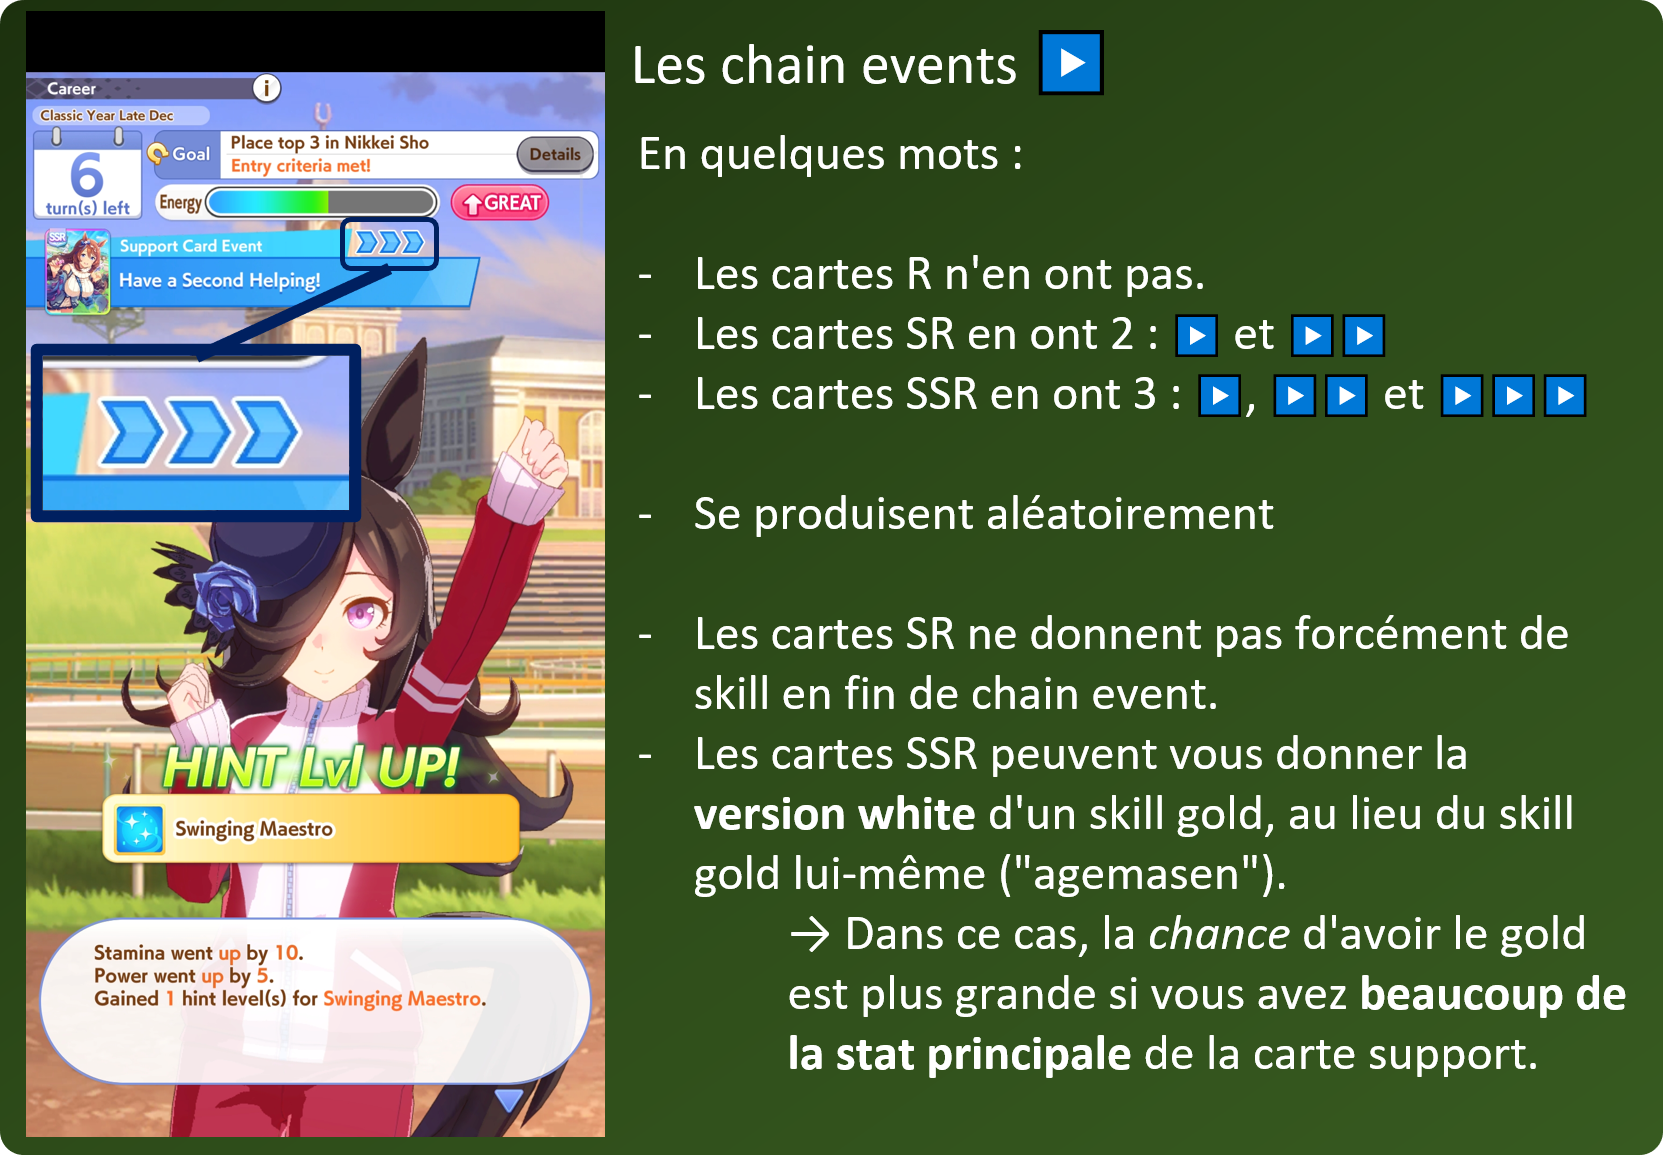 Career
i
Classic Year Late Dec
6
turn(s) left
Goal
Place top 3 in Nikkei Sho
Entry criteria met!
Details
Energy
GREAT
SSR
Support Card Event
Have a Second Helping!
HINT Lvl UP!
Swinging Maestro
Stamina went up by 10.
Power went up by 5.
Gained 1 hint level(s) for Swinging Maestro.
Les chain events ▶
En quelques mots :
- Les cartes R n'en ont pas.
- Les cartes SR en ont 2 : ▶ et ▶▶
- Les cartes SSR en ont 3 : ▶, ▶▶ et ▶▶▶
- Se produisent aléatoirement
- Les cartes SR ne donnent pas forcément de
skill en fin de chain event.
- Les cartes SSR peuvent vous donner la
version white d'un skill gold, au lieu du skill
gold lui-même ("agemasen").
→ Dans ce cas, la chance d'avoir le gold
est plus grande si vous avez beaucoup de
la stat principale de la carte support.